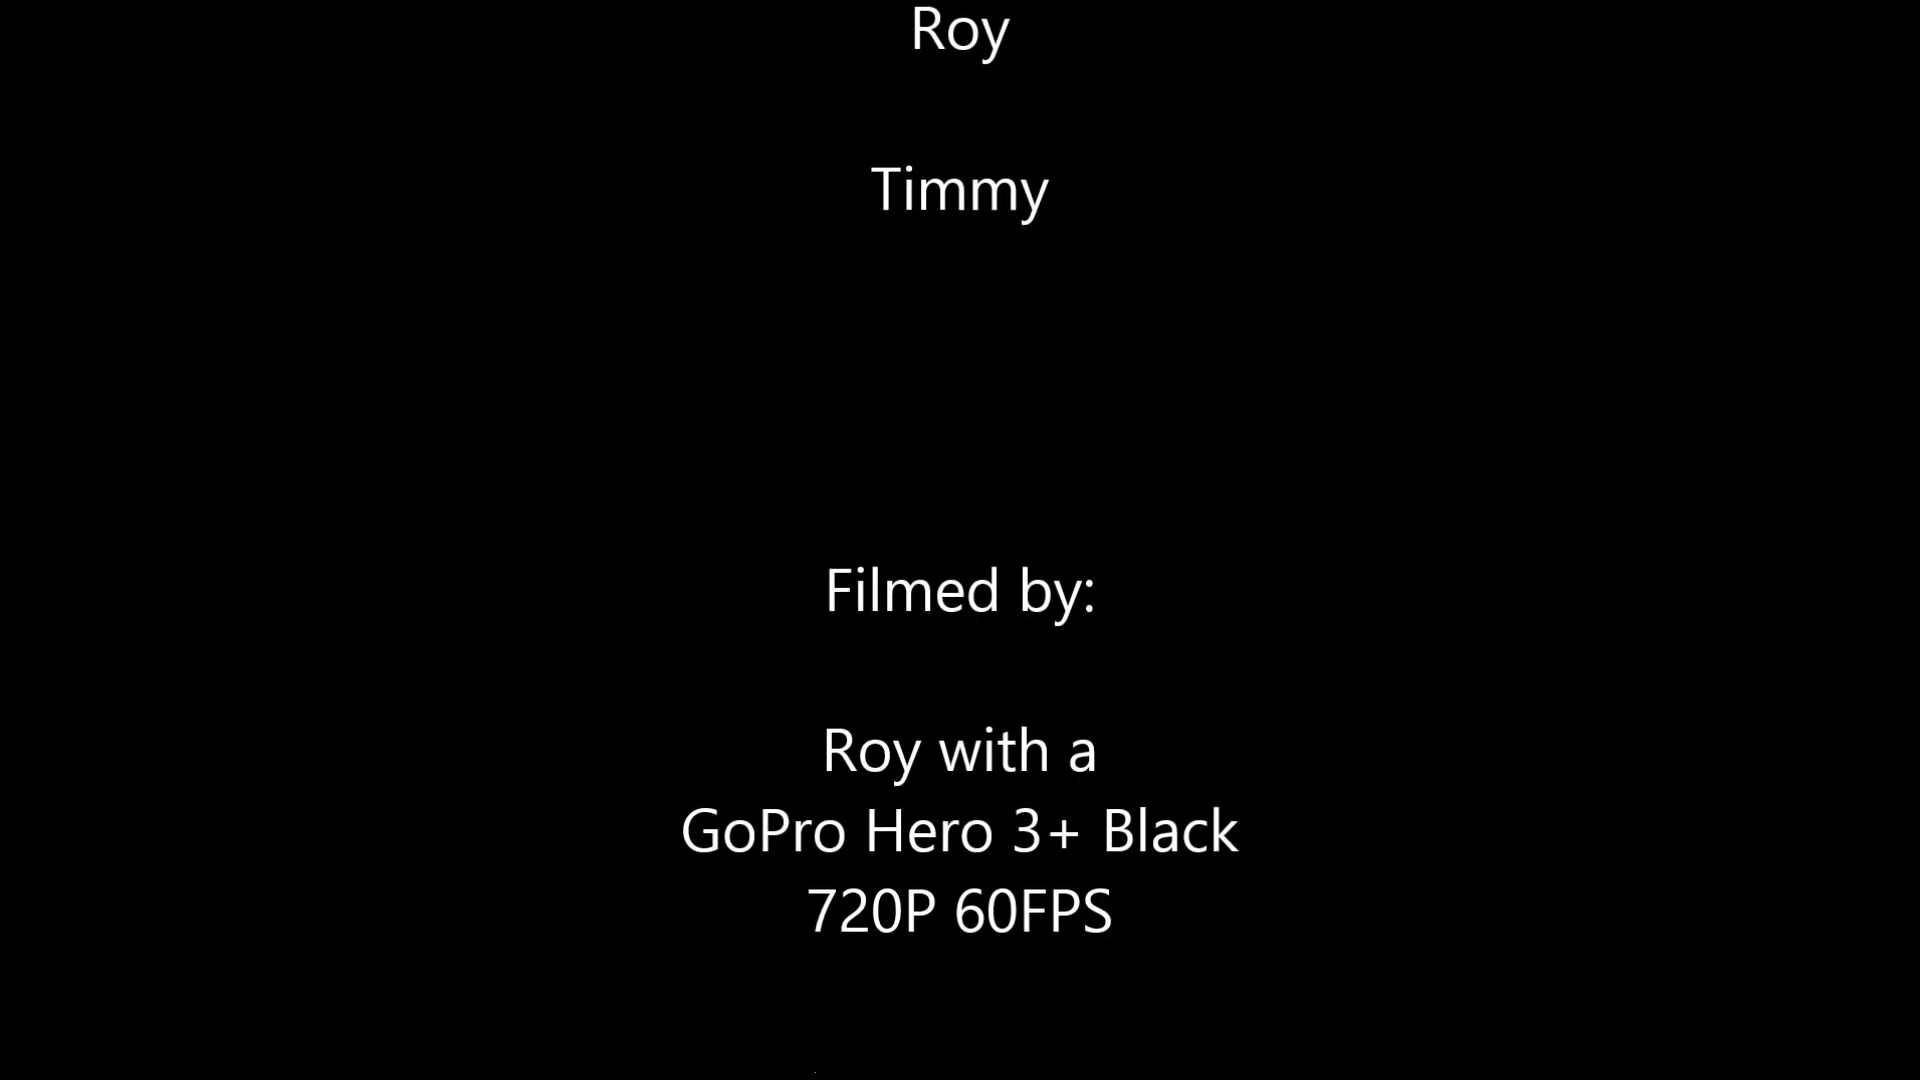 Roy
Timmy
Filmed by:
Roy with a
GoPro Hero 3+ Black
720P 60FPS